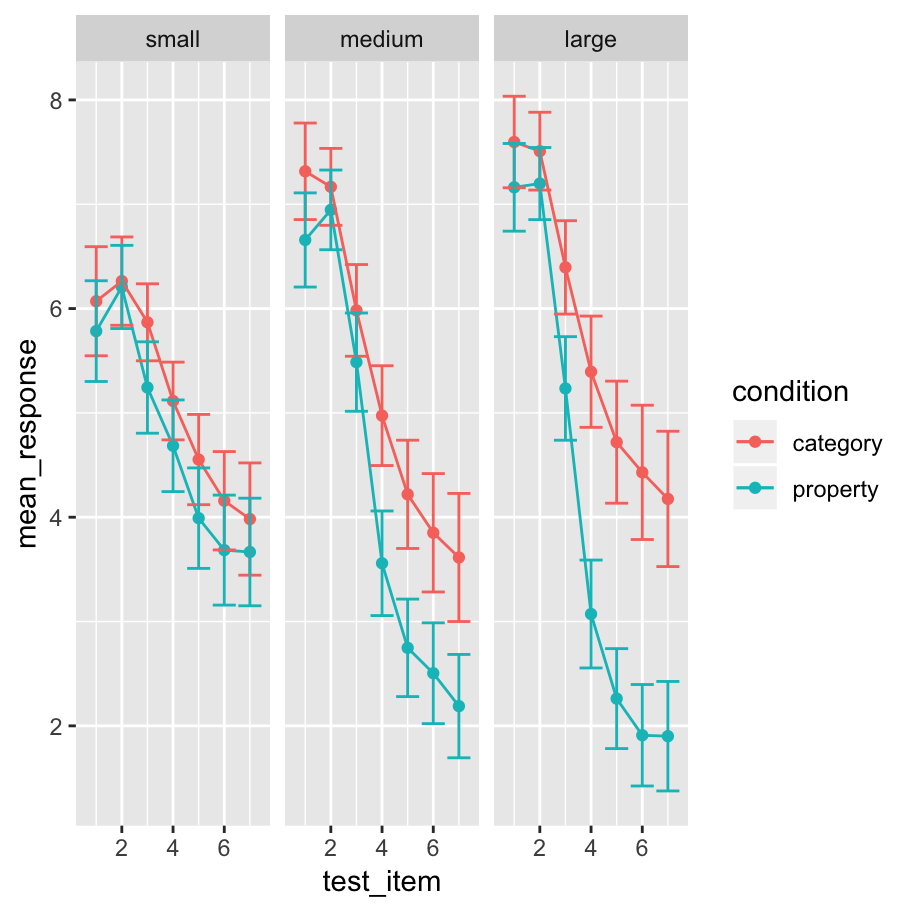 small medium large
8
6
4
2
mean_response
2 4 6 2 4 6 2 4 6
test_item
condition
category
property